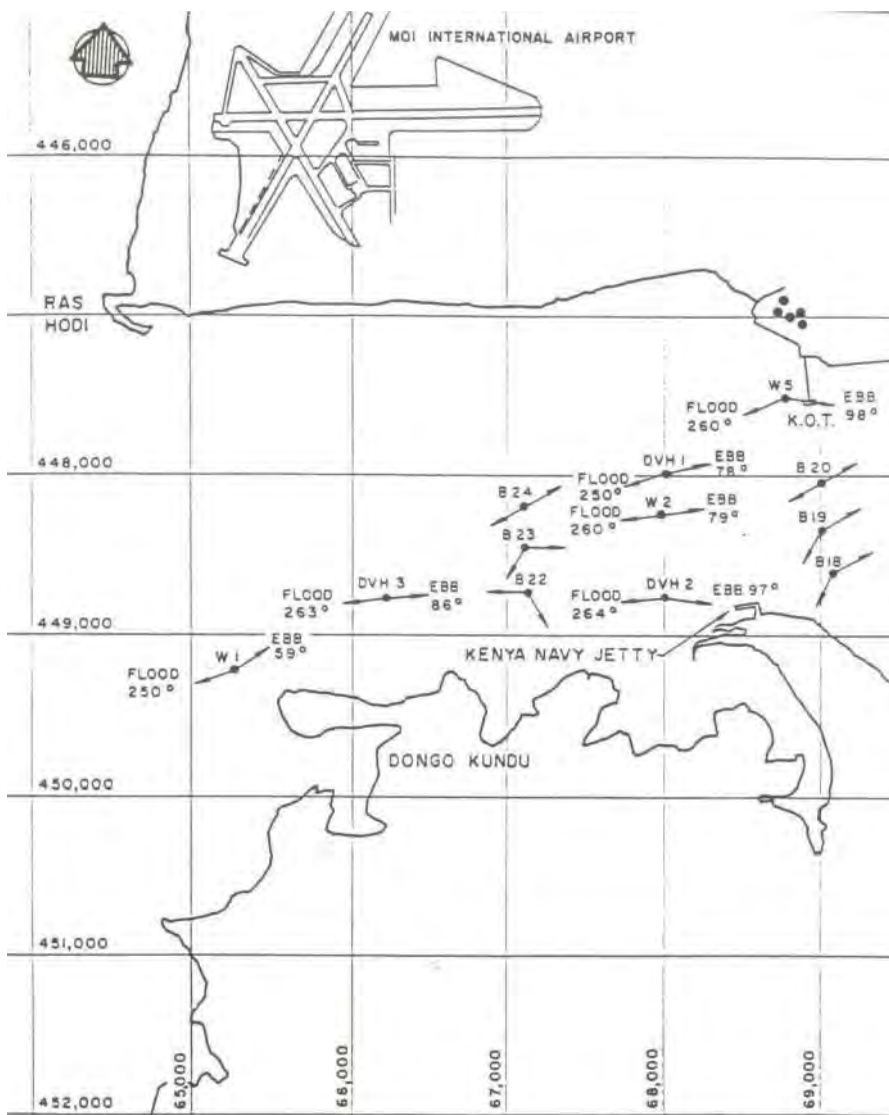 MOI INTERNATIONAL AIRPORT
446,000
RAS
HODI
W5
FLOOD
260°
EBB
98°
K.O.T.
448,000
DVH 1
EBB
78°
FLOOD
250°
B20
B24
W2
EBB
79°
FLOOD
260°
B19
B23
B18
DVH 3
FLOOD
263°
EBB
86°
B22
DVH 2
FLOOD
264°
EBB 97°
449,000
KENYA NAVY JETTY
W1
EBB
59°
FLOOD
250°
DONGO KUNDU
450,000
451,000
452,000
65,000
66,000
67,000
68,000
69,000